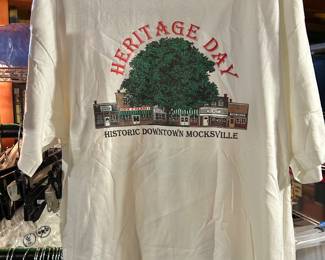 HERITAGE DAY
HISTORIC DOWNTOWN MOCKSVILLE